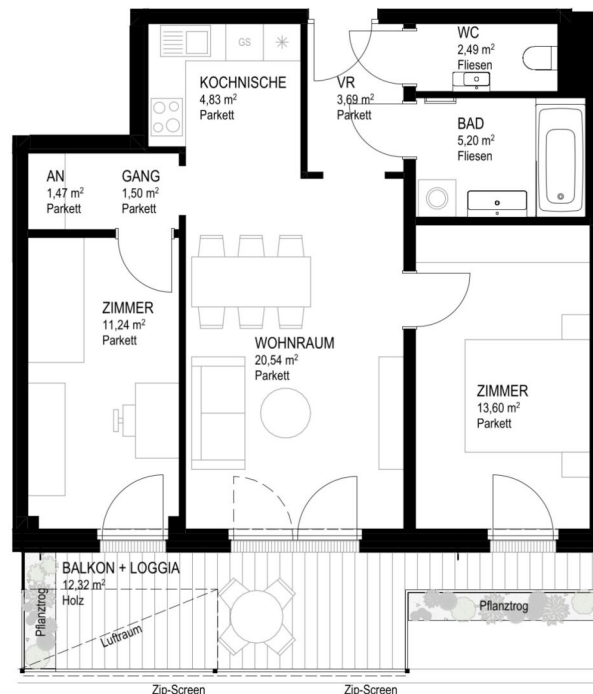 WC
2,49 m²
Fliesen
GS
KOCHNISCHE
4,83 m²
Parkett
VR
3,69 m²
Parkett
BAD
5,20 m²
Fliesen
AN
1,47 m²
Parkett
GANG
1,50 m²
Parkett
ZIMMER
11,24 m²
Parkett
WOHNRAUM
20,54 m²
Parkett
ZIMMER
13,60 m²
Parkett
BALKON + LOGGIA
12,32 m²
Holz
Pflanztrog
Luftraum
Pflanztrog
Zip-Screen
Zip-Screen